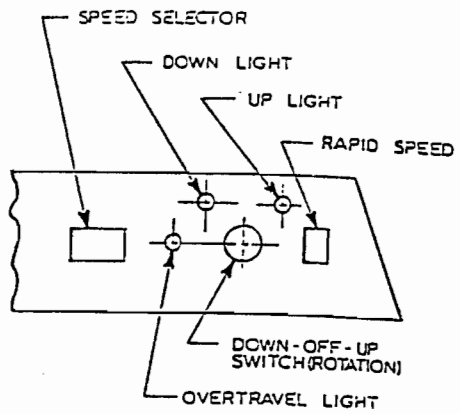 SPEED SELECTOR
DOWN LIGHT
UP LIGHT
RAPID SPEED
DOWN-OFF-UP
SWITCH(ROTATION)
OVERTRAVEL LIGHT